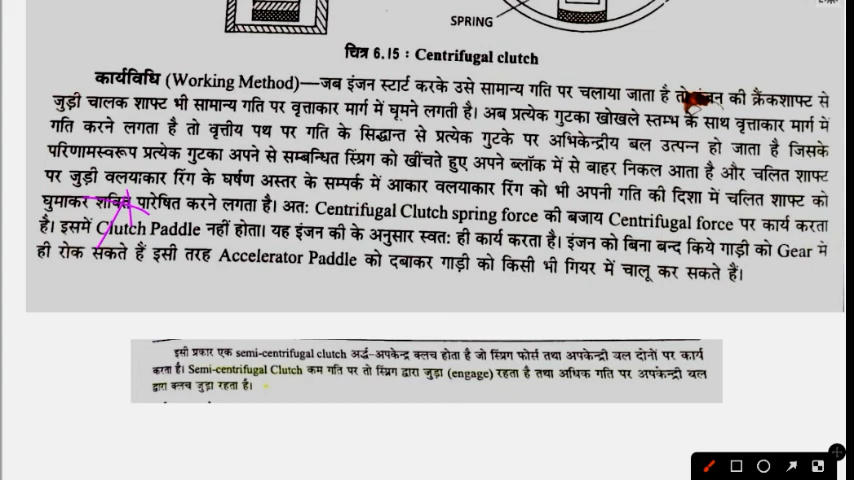 SPRING
चित्र 6.15 : Centrifugal clutch
कार्यविधि (Working Method)—जब इंजन स्टार्ट करके उसे सामान्य गति पर चलाया जाता है तो इंजन की क्रैंकशाफ्ट से
जुड़ी चालक शाफ्ट भी सामान्य गति पर वृत्ताकार मार्ग में घूमने लगती है। अब प्रत्येक गुटका खोखले स्तम्भ के साथ वृत्ताकार मार्ग में
गति करने लगता है तो वृत्तीय पथ पर गति के सिद्धान्त से प्रत्येक गुटके पर अभिकेन्द्रीय बल उत्पन्न हो जाता है जिसके
परिणामस्वरूप प्रत्येक गुटका अपने से सम्बन्धित स्प्रिंग को खींचते हुए अपने ब्लॉक में से बाहर निकल आता है और चलित शाफ्ट
पर जुड़ी वलयाकार रिंग के घर्षण अस्तर के सम्पर्क में आकार वलयाकार रिंग को भी अपनी गति की दिशा में चलित शाफ्ट को
घुमाकर शक्ति पारेषित करने लगता है। अत: Centrifugal Clutch spring force को बजाय Centrifugal force पर कार्य करता
है। इसमें Clutch Paddle नहीं होता। यह इंजन की के अनुसार स्वत: ही कार्य करता है। इंजन को बिना बन्द किये गाड़ी को Gear में
ही रोक सकते हैं इसी तरह Accelerator Paddle को दबाकर गाड़ी को किसी भी गियर में चालू कर सकते हैं।
इसी प्रकार एक semi-centrifugal clutch अर्द्ध-अपकेन्द्र क्लच होता है जो स्प्रिग फोर्स तथा अपकेन्द्री बल दोनों पर कार्य
करता है। Semi-centrifugal Clutch कम गति पर तो स्प्रिंग द्वारा जुड़ा (engage) रहता है तथा अधिक गति पर अपकेन्द्री बल
द्वारा क्लच जुड़ा रहता है।